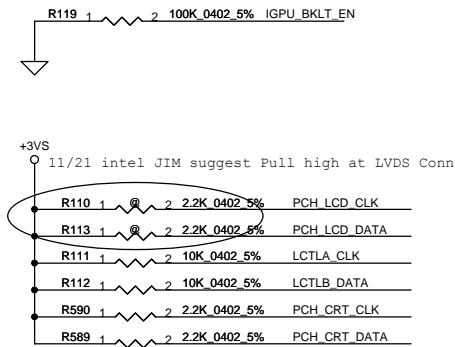 R119 1 2 100K_0402_5% IGPU_BKLT_EN
+3VS
11/21 intel JIM suggest Pull high at LVDS Conn
R110 1 @ 2 2.2K_0402_5% PCH_LCD_CLK
R113 1 @ 2 2.2K_0402_5% PCH_LCD_DATA
R111 1 2 10K_0402_5% LCTLA_CLK
R112 1 2 10K_0402_5% LCTLB_DATA
R590 1 2 2.2K_0402_5% PCH_CRT_CLK
R589 1 2 2.2K_0402_5% PCH_CRT_DATA